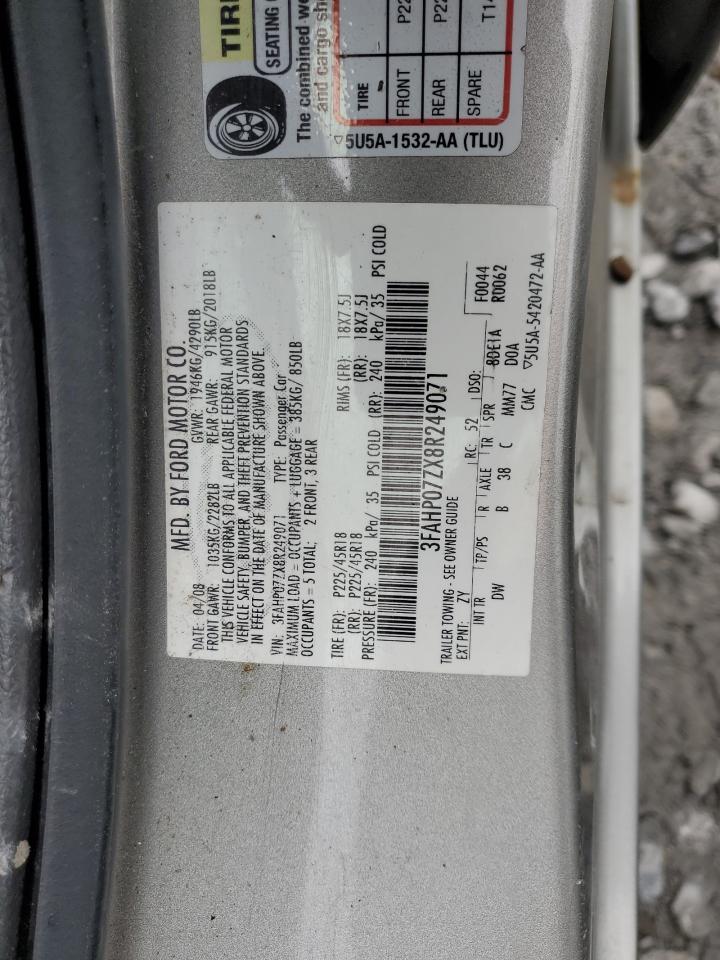 TIRE
SEATING
The combined we
and cargo sh
TIRE
FRONT P22
REAR P22
SPARE T14
5U5A-1532-AA (TLU)
MFD. BY FORD MOTOR CO.
DATE: 04/08 GVWR: 1946KG/4290LB
FRONT GAWR: 1035KG/2282LB REAR GAWR: 915KG/2018LB
THIS VEHICLE CONFORMS TO ALL APPLICABLE FEDERAL MOTOR
VEHICLE SAFETY, BUMPER, AND THEFT PREVENTION STANDARDS
IN EFFECT ON THE DATE OF MANUFACTURE SHOWN ABOVE.
VIN: 3FAHP07ZX8R249071 TYPE: Passenger Car
MAXIMUM LOAD = OCCUPANTS + LUGGAGE = 385KG/ 850LB
OCCUPANTS = 5 TOTAL: 2 FRONT, 3 REAR
TIRE (FR): P225/45R18 RIMS (FR): 18X7.5J
(RR): P225/45R18 (RR): 18X7.5J
PRESSURE (FR): 240 kPa/ 35 PSI COLD (RR): 240 kPa/ 35 PSI COLD
3FAHP07ZX8R249071
TRAILER TOWING - SEE OWNER GUIDE
EXT PNT: ZY RC: 52 DSO: F0044
INT TR TP/PS R AXLE TR SPR 8DE1A R0062
DW B 38 C MM77 D0A
CMC ▽5U5A-5420472-AA